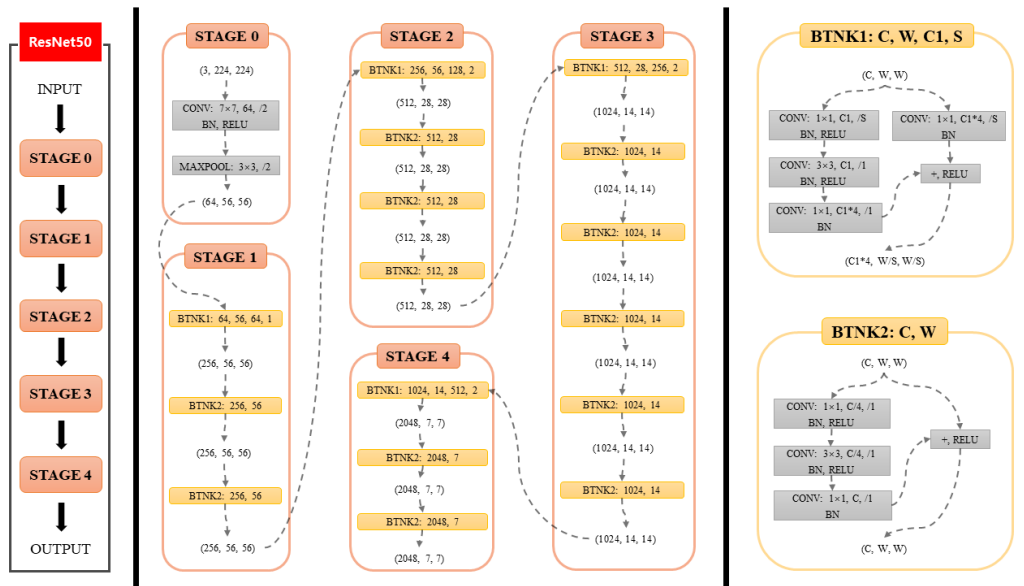 ResNet50
INPUT
STAGE 0
STAGE 1
STAGE 2
STAGE 3
STAGE 4
OUTPUT
STAGE 0
(3, 224, 224)
CONV: 7×7, 64, /2
BN, RELU
MAXPOOL: 3×3, /2
(64, 56, 56)
STAGE 1
BTNK1: 64, 56, 64, 1
(256, 56, 56)
BTNK2: 256, 56
(256, 56, 56)
BTNK2: 256, 56
(256, 56, 56)
STAGE 2
BTNK1: 256, 56, 128, 2
(512, 28, 28)
BTNK2: 512, 28
(512, 28, 28)
BTNK2: 512, 28
(512, 28, 28)
BTNK2: 512, 28
(512, 28, 28)
STAGE 3
BTNK1: 512, 28, 256, 2
(1024, 14, 14)
BTNK2: 1024, 14
(1024, 14, 14)
BTNK2: 1024, 14
(1024, 14, 14)
BTNK2: 1024, 14
(1024, 14, 14)
BTNK2: 1024, 14
(1024, 14, 14)
BTNK2: 1024, 14
(1024, 14, 14)
STAGE 4
BTNK1: 1024, 14, 512, 2
(2048, 7, 7)
BTNK2: 2048, 7
(2048, 7, 7)
BTNK2: 2048, 7
(2048, 7, 7)
BTNK1: C, W, C1, S
(C, W, W)
CONV: 1×1, C1, /S
BN, RELU
CONV: 3×3, C1, /1
BN, RELU
CONV: 1×1, C1*4, /1
BN
CONV: 1×1, C1*4, /S
BN
+, RELU
(C1*4, W/S, W/S)
BTNK2: C, W
(C, W, W)
CONV: 1×1, C/4, /1
BN, RELU
CONV: 3×3, C/4, /1
BN, RELU
CONV: 1×1, C, /1
BN
+, RELU
(C, W, W)